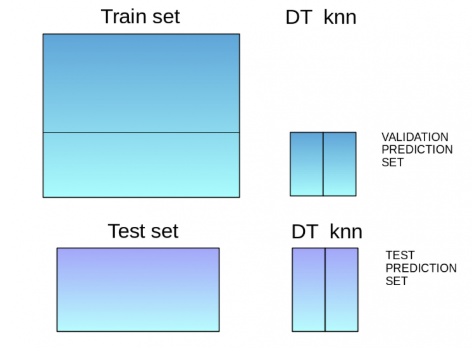 Train set
DT knn
VALIDATION
PREDICTION
SET
Test set
DT knn
TEST
PREDICTION
SET